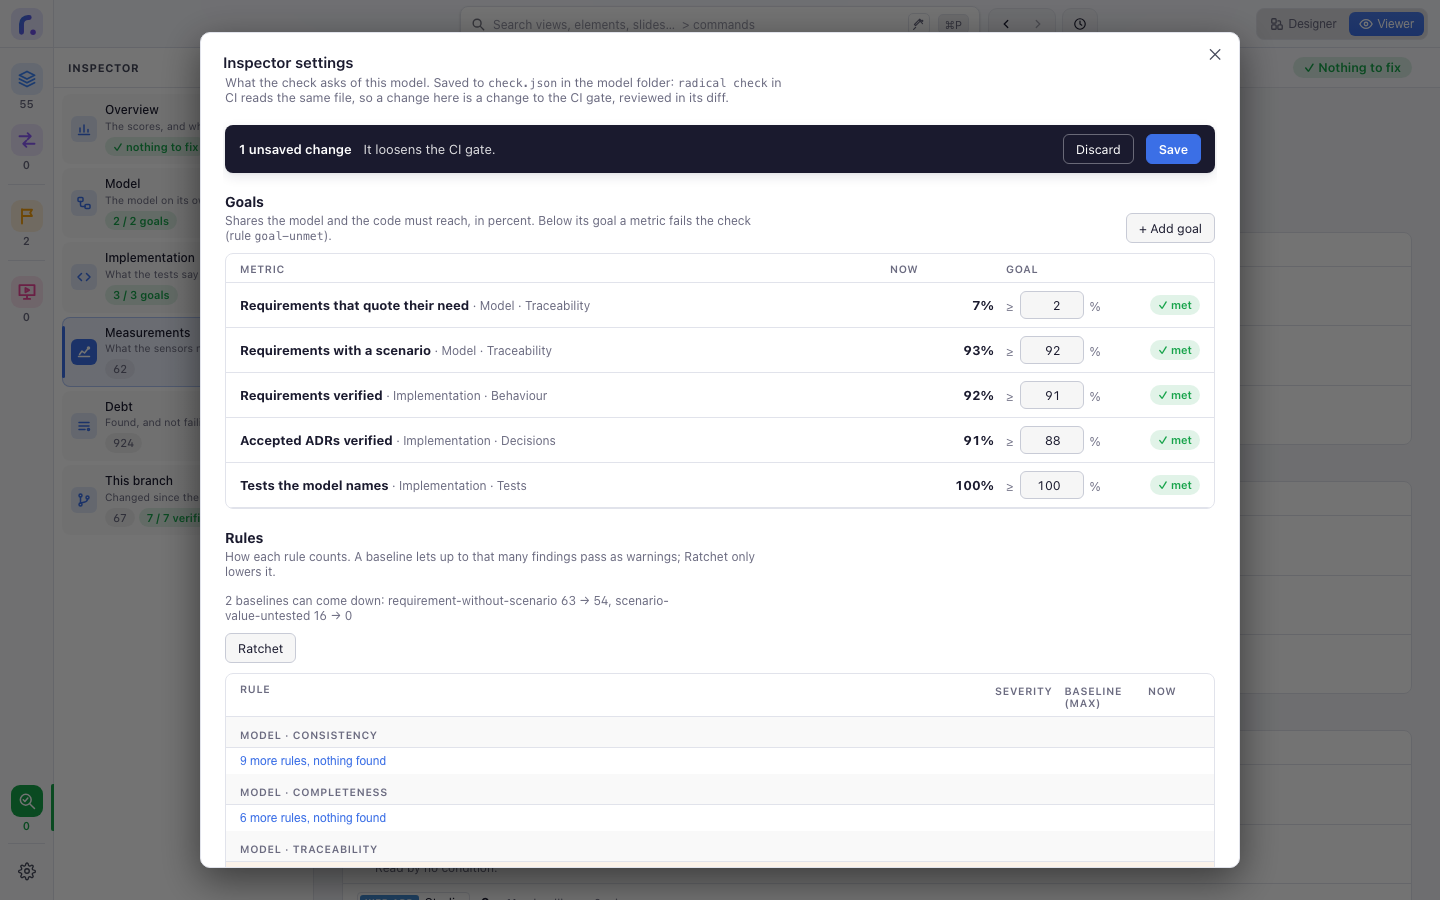 Search views, elements, slides... > commands
⌘P
Designer
Viewer
INSPECTOR
✓ Nothing to fix
55
0
2
0
0
Overview
The scores, and wh
✓ nothing to fix
Model
The model on its ow
2 / 2 goals
Implementation
What the tests say
3 / 3 goals
Measurements
What the sensors r
62
Debt
Found, and not faili
924
This branch
Changed since the
67 7 / 7 verifi
Inspector settings
What the check asks of this model. Saved to check.json in the model folder: radical check in
CI reads the same file, so a change here is a change to the CI gate, reviewed in its diff.
1 unsaved change It loosens the CI gate.
Discard
Save
Goals
Shares the model and the code must reach, in percent. Below its goal a metric fails the check
(rule goal-unmet).
+ Add goal
METRIC NOW GOAL
Requirements that quote their need · Model · Traceability 7% ≥ 2 % ✓ met
Requirements with a scenario · Model · Traceability 93% ≥ 92 % ✓ met
Requirements verified · Implementation · Behaviour 92% ≥ 91 % ✓ met
Accepted ADRs verified · Implementation · Decisions 91% ≥ 88 % ✓ met
Tests the model names · Implementation · Tests 100% ≥ 100 % ✓ met
Rules
How each rule counts. A baseline lets up to that many findings pass as warnings; Ratchet only
lowers it.
2 baselines can come down: requirement-without-scenario 63 → 54, scenario-
value-untested 16 → 0
Ratchet
RULE SEVERITY BASELINE (MAX) NOW
MODEL · CONSISTENCY
9 more rules, nothing found
MODEL · COMPLETENESS
6 more rules, nothing found
MODEL · TRACEABILITY
Read by no condition.